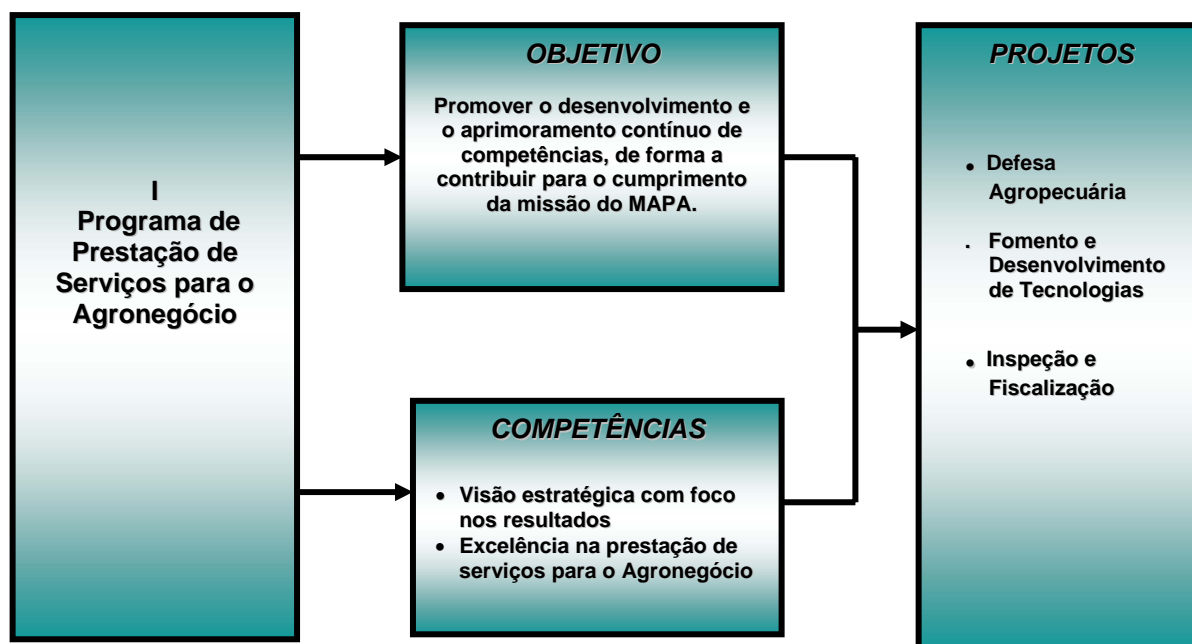 I
Programa de
Prestação de
Serviços para o
Agronegócio
OBJETIVO
Promover o desenvolvimento e
o aprimoramento contínuo de
competências, de forma a
contribuir para o cumprimento
da missão do MAPA.
COMPETÊNCIAS
• Visão estratégica com foco
nos resultados
• Excelência na prestação de
serviços para o Agronegócio
PROJETOS
• Defesa
Agropecuária
. Fomento e
Desenvolvimento
de Tecnologias
• Inspeção e
Fiscalização